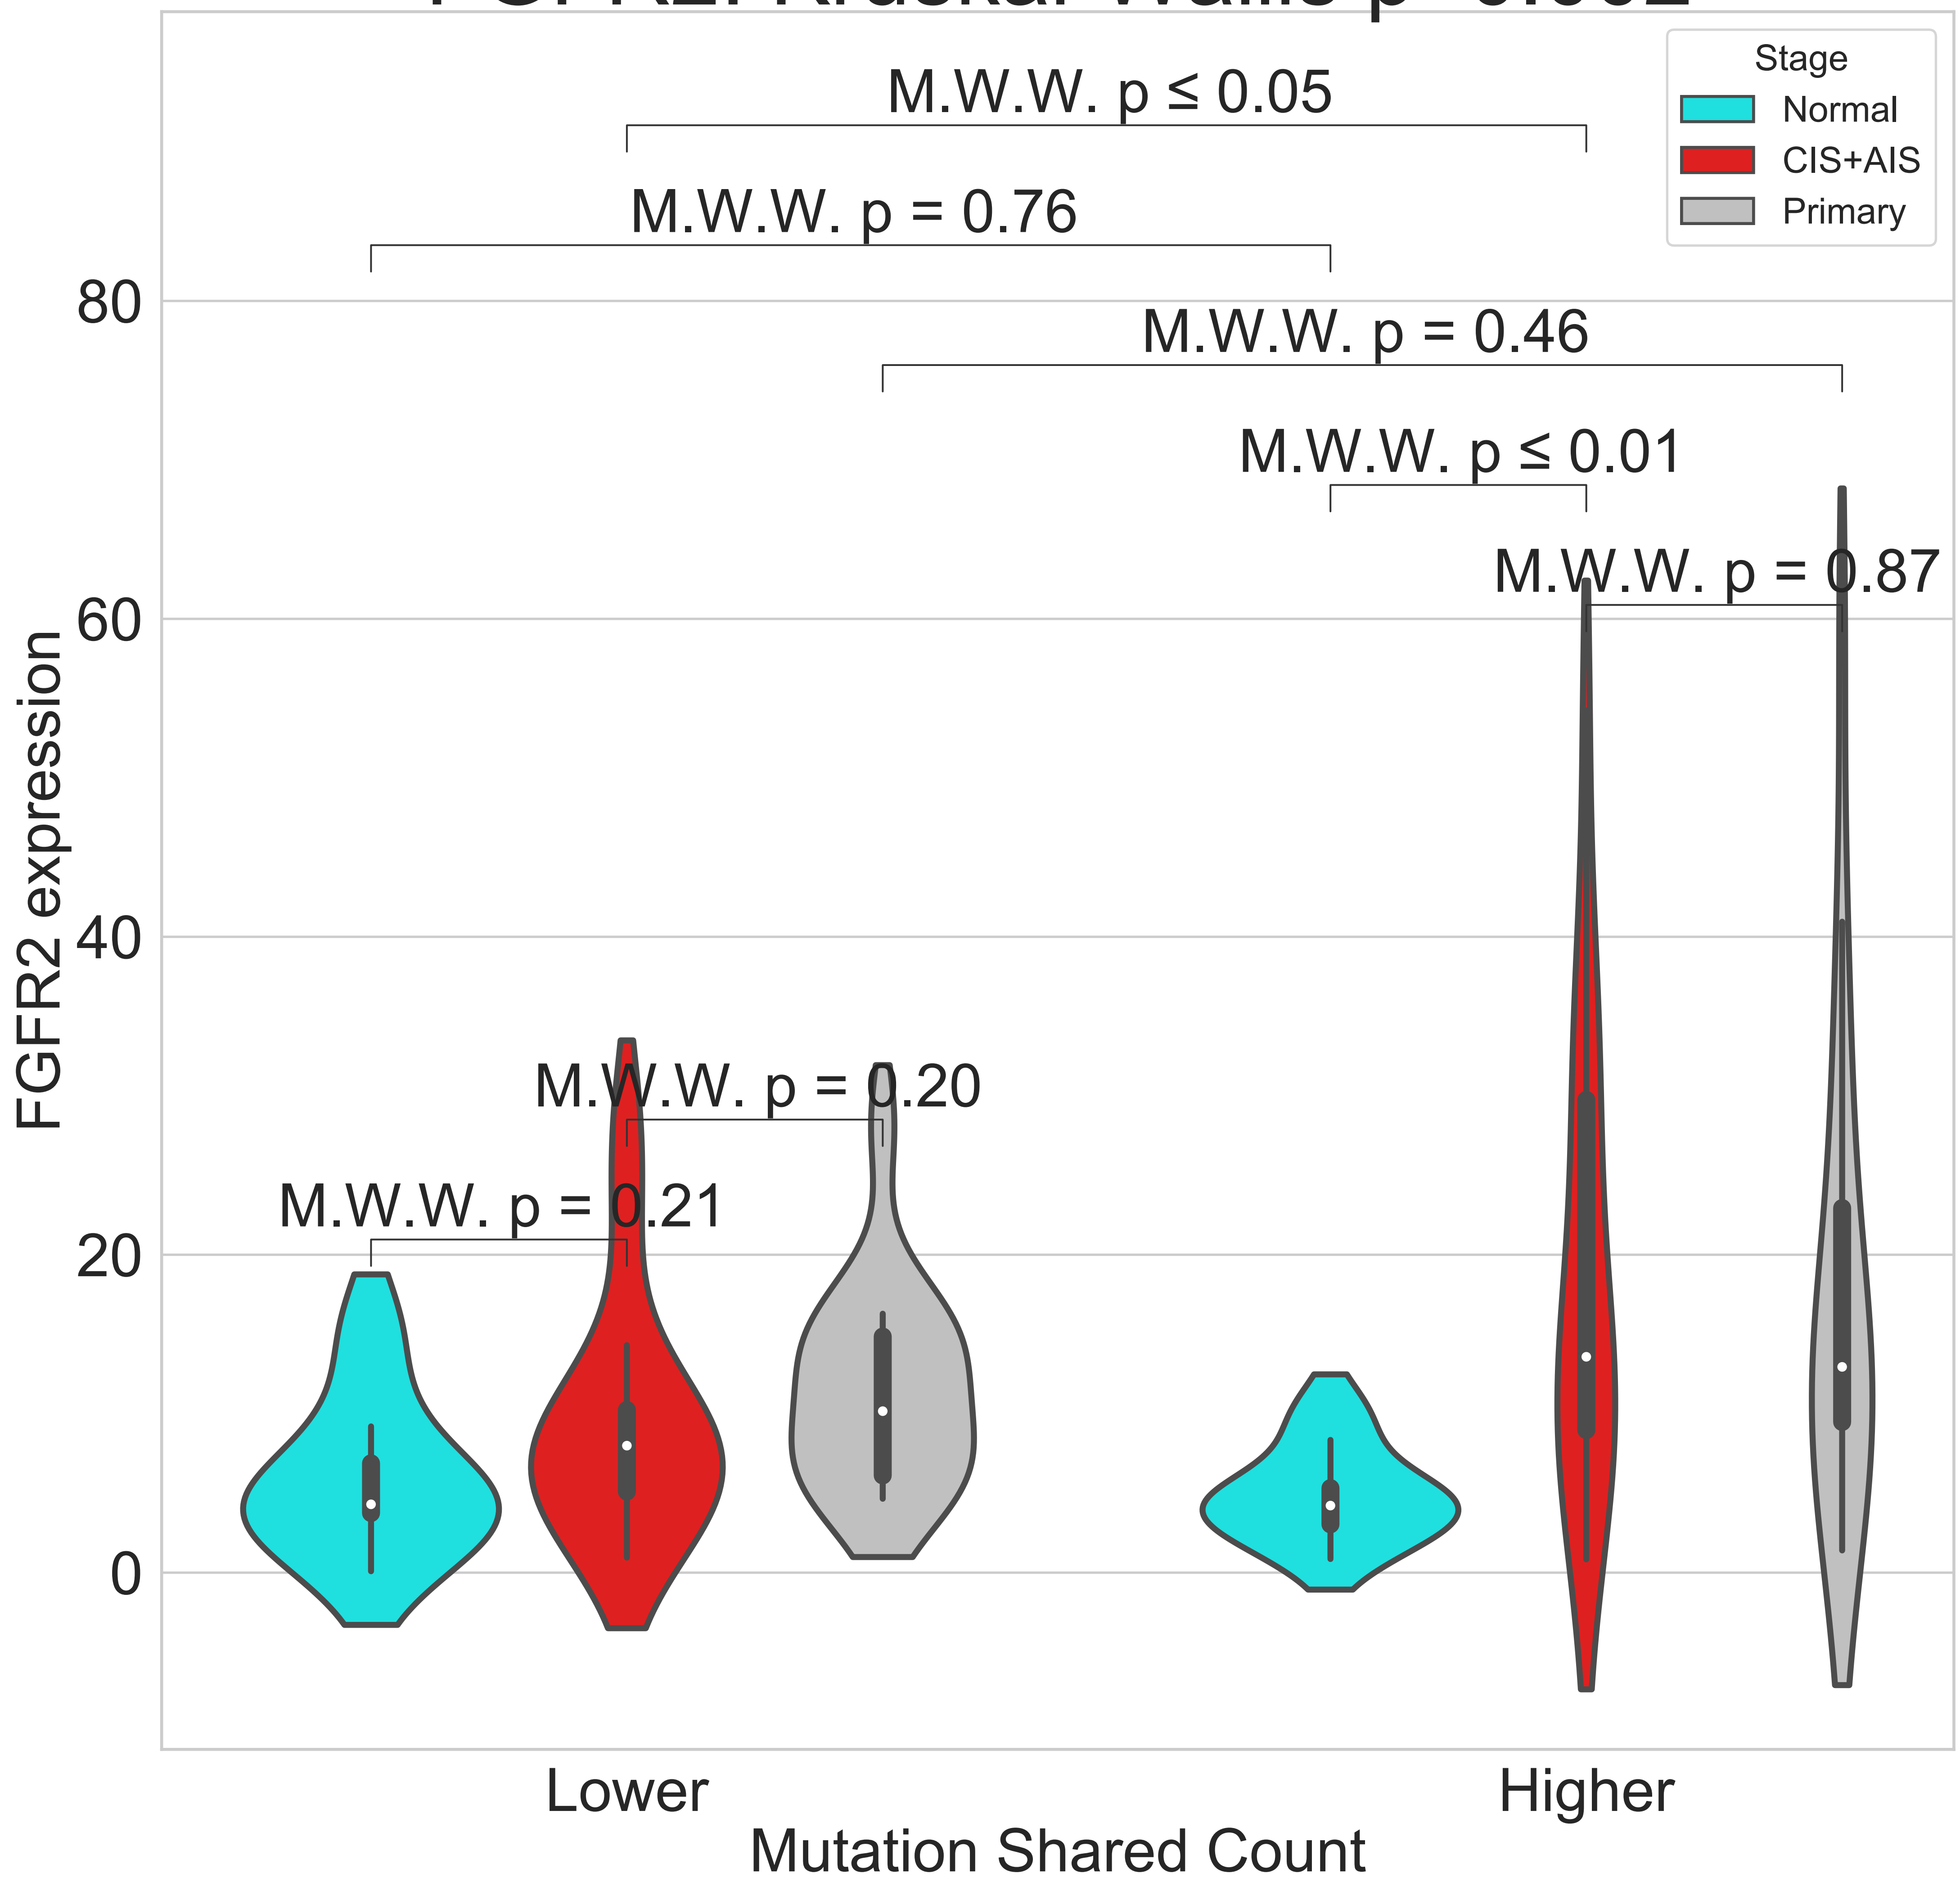 Stage
Normal
CIS+AIS
Primary
M.W.W. p ≤ 0.05
M.W.W. p = 0.76
M.W.W. p = 0.46
M.W.W. p ≤ 0.01
M.W.W. p = 0.87
M.W.W. p = 0.20
M.W.W. p = 0.21
80
60
40
20
0
FGFR2 expression
Lower
Higher
Mutation Shared Count